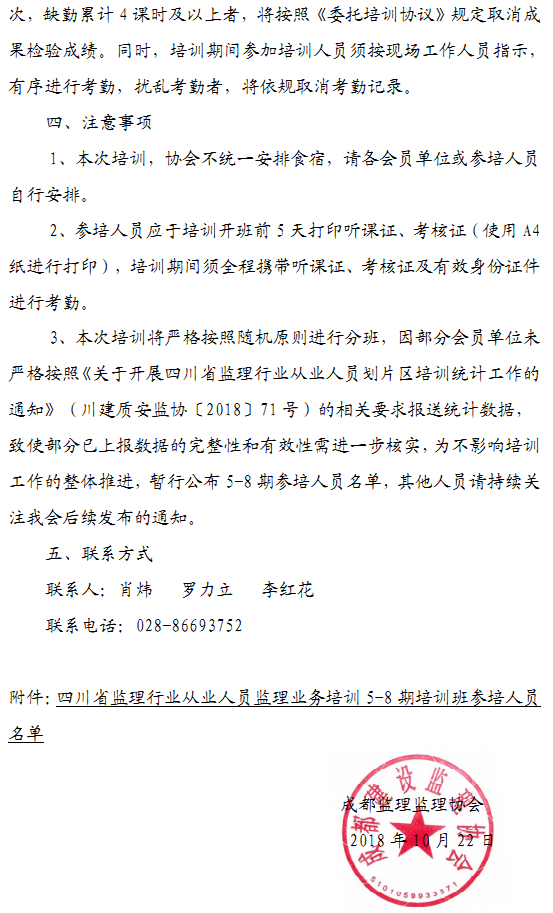 次，缺勤累计 4 课时及以上者，将按照《委托培训协议》规定取消成
果检验成绩。同时，培训期间参加培训人员须按现场工作人员指示，
有序进行考勤，扰乱考勤者，将依规取消考勤记录。
四、注意事项
1、本次培训，协会不统一安排食宿，请各会员单位或参培人员
自行安排。
2、参培人员应于培训开班前 5 天打印听课证、考核证（使用 A4
纸进行打印），培训期间须全程携带听课证、考核证及有效身份证件
进行考勤。
3、本次培训将严格按照随机原则进行分班，因部分会员单位未
严格按照《关于开展四川省监理行业从业人员划片区培训统计工作的
通知》（川建质安监协〔2018〕71 号）的相关要求报送统计数据，
致使部分已上报数据的完整性和有效性需进一步核实，为不影响培训
工作的整体推进，暂行公布 5-8 期参培人员名单，其他人员请持续关
注我会后续发布的通知。
五、联系方式
联系人：肖炜 罗力立 李红花
联系电话：028-86693752
附件：四川省监理行业从业人员监理业务培训 5-8 期培训班参培人员
名单
成都监理监理协会
2018 年 10 月 22 日
成都建设监理协会
5101059933371